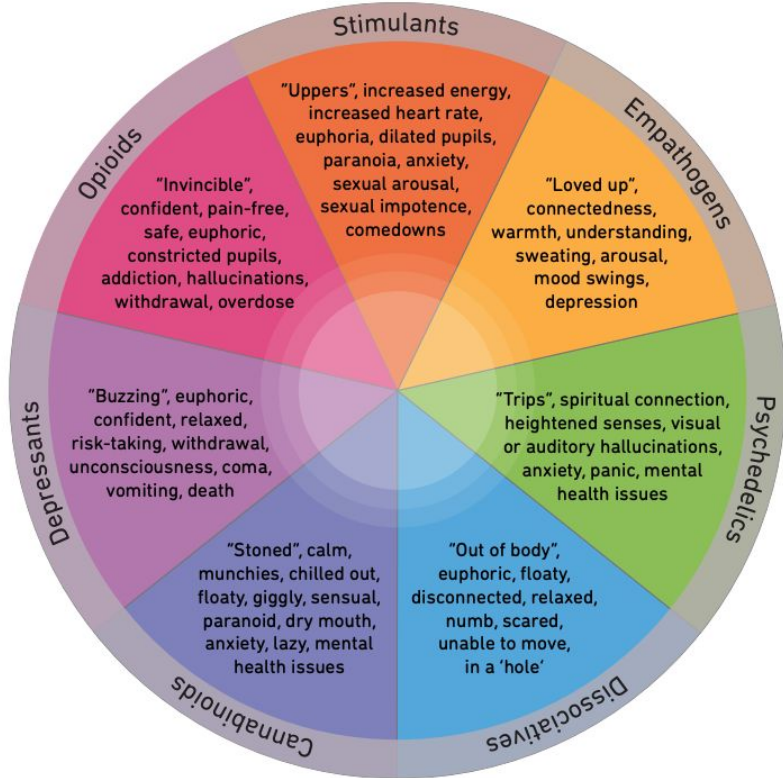 Stimulants
"Uppers", increased energy,
increased heart rate,
euphoria, dilated pupils,
paranoia, anxiety,
sexual arousal,
sexual impotence,
comedowns
Empathogens
"Loved up",
connectedness,
warmth, understanding,
sweating, arousal,
mood swings,
depression
Psychedelics
"Trips", spiritual connection,
heightened senses, visual
or auditory hallucinations,
anxiety, panic, mental
health issues
Dissociatives
"Out of body",
euphoric, floaty,
disconnected, relaxed,
numb, scared,
unable to move,
in a 'hole'
Cannabinoids
"Stoned", calm,
munchies, chilled out,
floaty, giggly, sensual,
paranoid, dry mouth,
anxiety, lazy, mental
health issues
Depressants
"Buzzing", euphoric,
confident, relaxed,
risk-taking, withdrawal,
unconsciousness, coma,
vomiting, death
Opioids
"Invincible",
confident, pain-free,
safe, euphoric,
constricted pupils,
addiction, hallucinations,
withdrawal, overdose